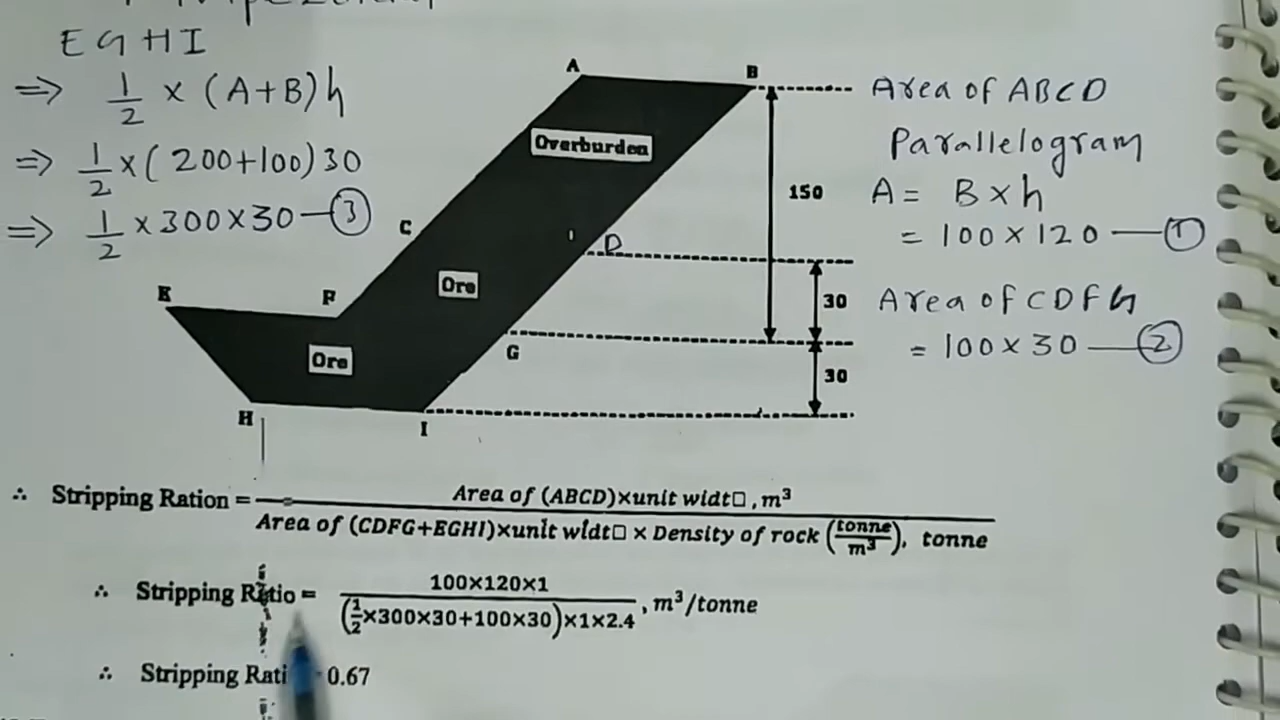 EGHI
⇒ 1/2 × (A+B)h
⇒ 1/2 ×( 200+100)30
⇒ 1/2 ×300×30 — ③
A
B
Overburden
150
C
D
Ore
30
E
F
Ore
G
30
H
I
Area of ABCD
Parallelogram
A = B×h
= 100×120 — ①
Area of CDFG
= 100×30 — ②
∴ Stripping Ration = Area of (ABCD)×unit widt□ , m³
Area of (CDFG+EGHI)×unit widt□ × Density of rock (tonne/m³), tonne
∴ Stripping Ratio = 100×120×1
(1/2×300×30+100×30)×1×2.4 , m³/tonne
∴ Stripping Rati 0.67